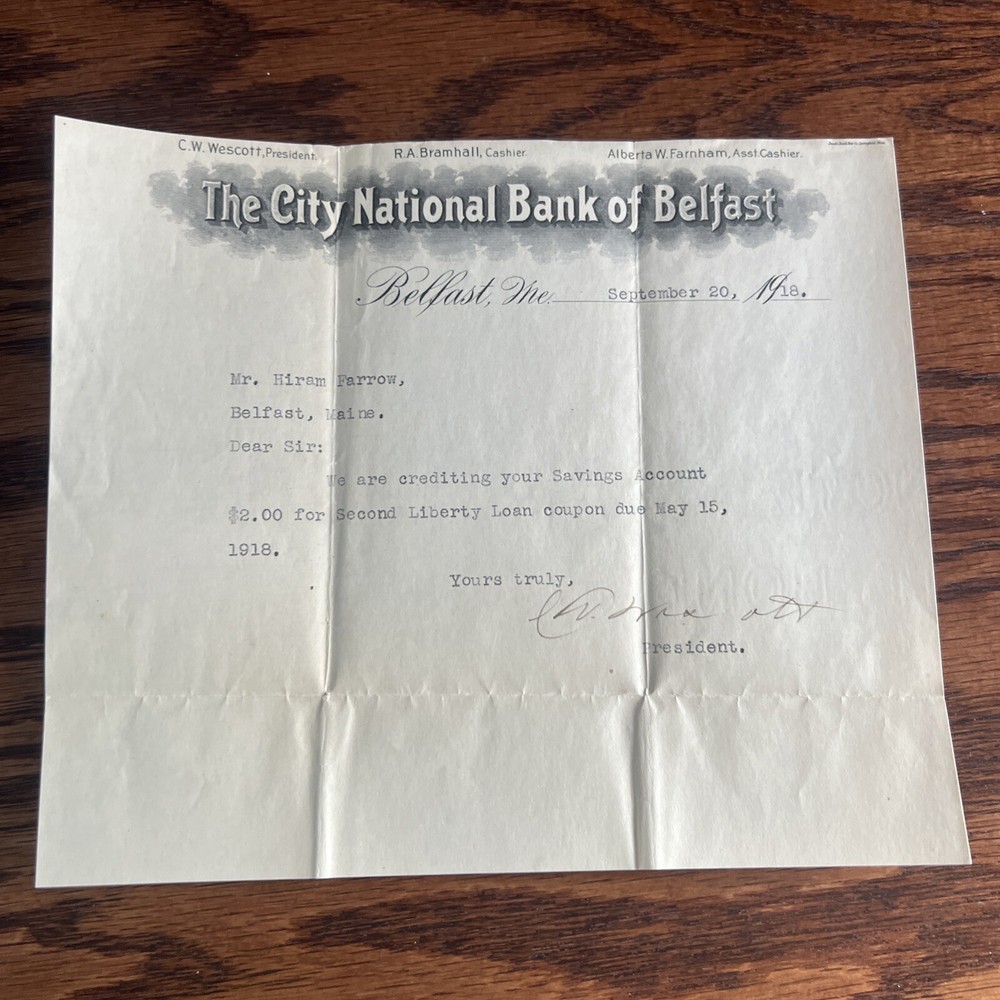 C.W. Wescott, President. R.A. Bramhall, Cashier. Alberta W. Farnham, Asst. Cashier.
The City National Bank of Belfast
Belfast, Me. September 20, 1918.
Mr. Hiram Farrow,
Belfast, Maine.
Dear Sir:
We are crediting your Savings Account
$2.00 for Second Liberty Loan coupon due May 15,
1918.
Yours truly,
C.W. Wescott
President.